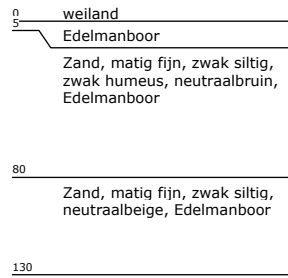 0 weiland
5
Edelmanboor
Zand, matig fijn, zwak siltig,
zwak humeus, neutraalbruin,
Edelmanboor
80
Zand, matig fijn, zwak siltig,
neutraalbeige, Edelmanboor
130